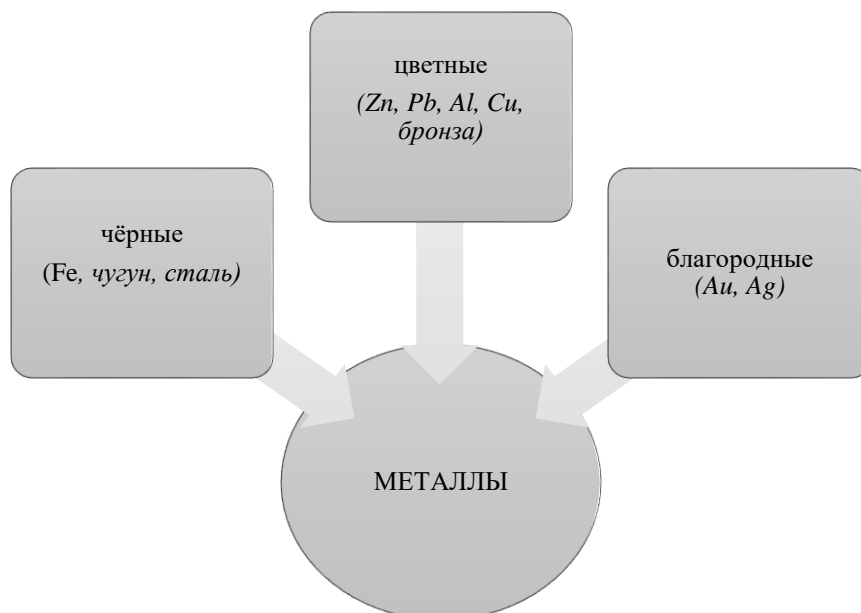 цветные
(Zn, Pb, Al, Cu,
бронза)
чёрные
(Fe, чугун, сталь)
благородные
(Au, Ag)
МЕТАЛЛЫ